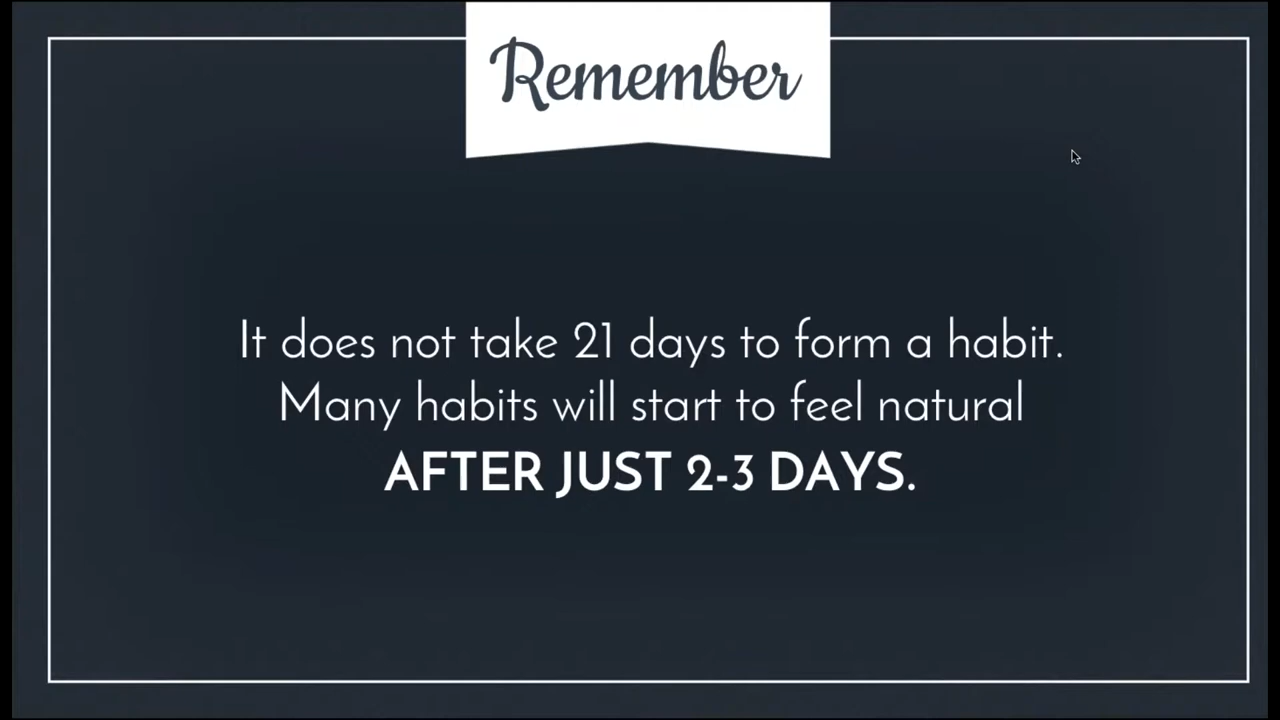 Remember
It does not take 21 days to form a habit.
Many habits will start to feel natural
AFTER JUST 2-3 DAYS.